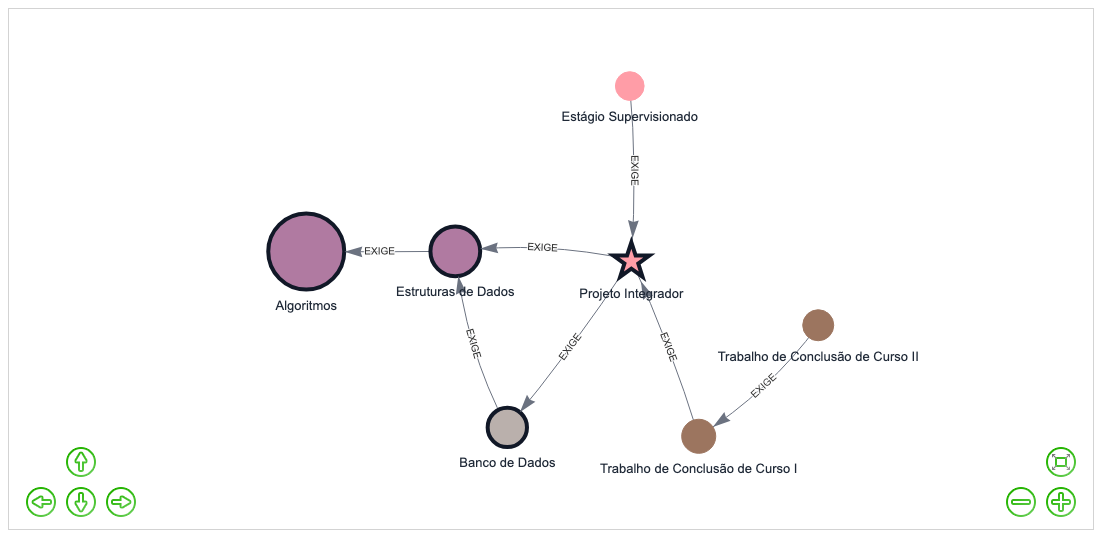 Estágio Supervisionado
EXIGE
EXIGE
EXIGE
Estruturas de Dados
Projeto Integrador
Algoritmos
EXIGE
EXIGE
EXIGE
Trabalho de Conclusão de Curso II
EXIGE
Banco de Dados
Trabalho de Conclusão de Curso I